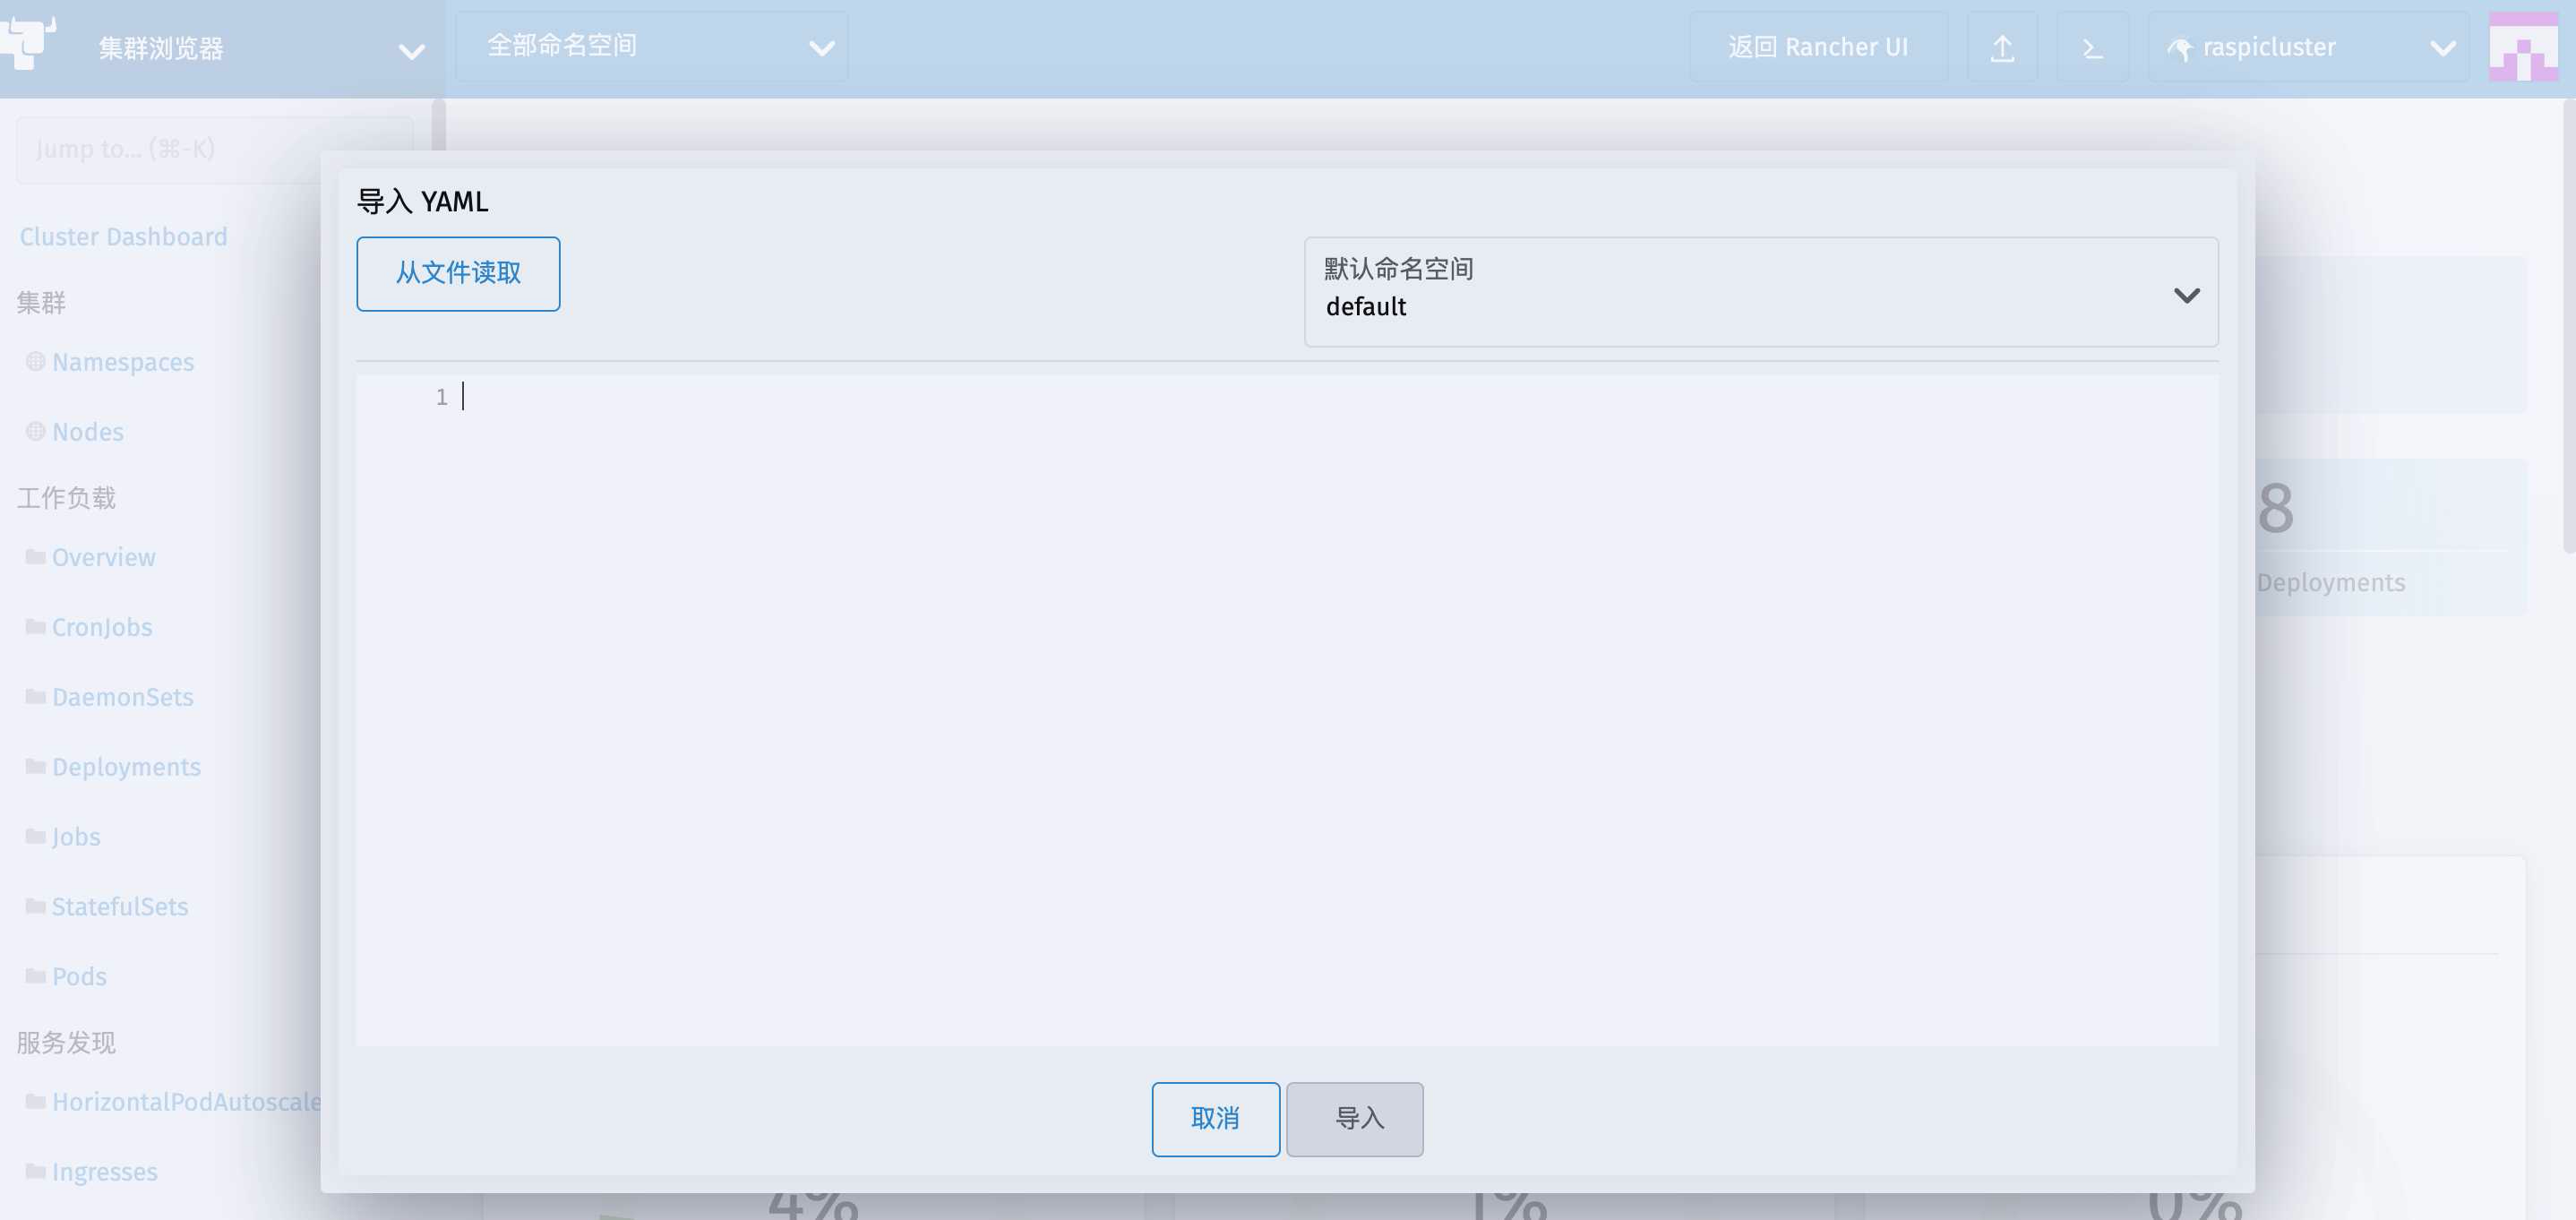 集群浏览器
全部命名空间
返回 Rancher UI
raspicluster
Jump to... (⌘-K)
Cluster Dashboard
集群
Namespaces
Nodes
工作负载
Overview
CronJobs
DaemonSets
Deployments
Jobs
StatefulSets
Pods
服务发现
HorizontalPodAutoscale
Ingresses
导入 YAML
从文件读取
默认命名空间
default
1
取消
导入
8
Deployments
4%
1%
0%